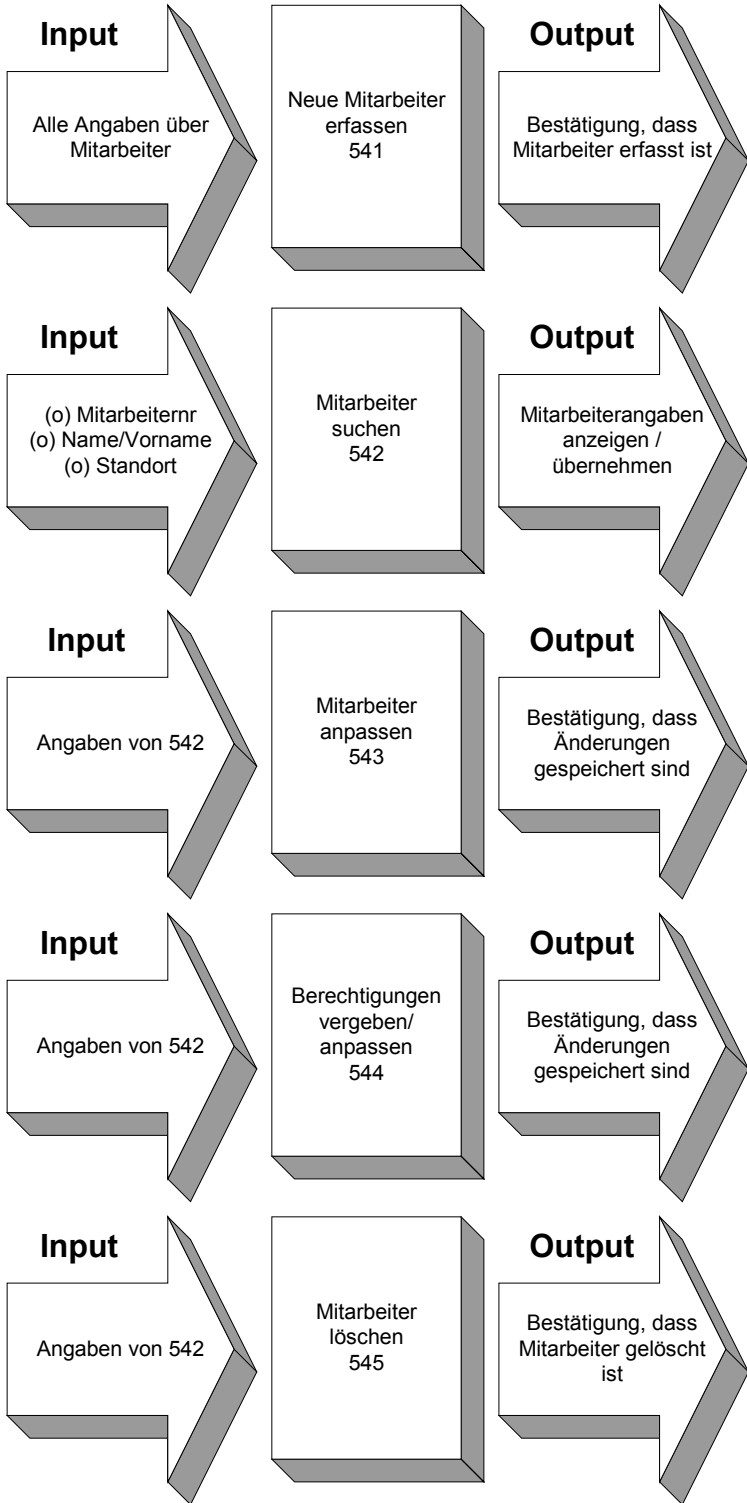 Input
Alle Angaben über
Mitarbeiter
Neue Mitarbeiter
erfassen
541
Output
Bestätigung, dass
Mitarbeiter erfasst ist
Input
(o) Mitarbeiternr
(o) Name/Vorname
(o) Standort
Mitarbeiter
suchen
542
Output
Mitarbeiterangaben
anzeigen /
übernehmen
Input
Angaben von 542
Mitarbeiter
anpassen
543
Output
Bestätigung, dass
Änderungen
gespeichert sind
Input
Angaben von 542
Berechtigungen
vergeben/
anpassen
544
Output
Bestätigung, dass
Änderungen
gespeichert sind
Input
Angaben von 542
Mitarbeiter
löschen
545
Output
Bestätigung, dass
Mitarbeiter gelöscht
ist